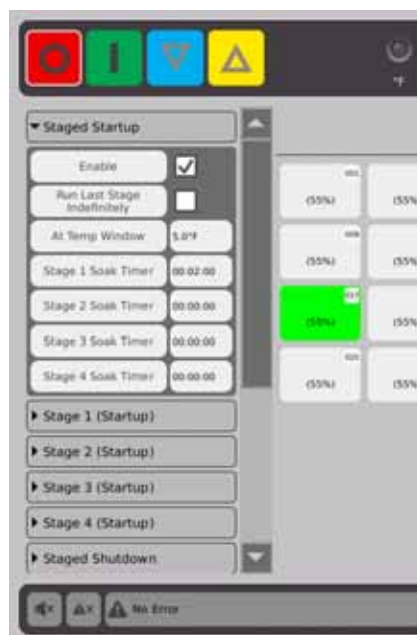 °F
Staged Startup
Enable
Run Last Stage
Indefinitely
At Temp Window 5.0°F
Stage 1 Soak Timer 00:02:00
Stage 2 Soak Timer 00:00:00
Stage 3 Soak Timer 00:00:00
Stage 4 Soak Timer 00:00:00
Stage 1 (Startup)
Stage 2 (Startup)
Stage 3 (Startup)
Stage 4 (Startup)
Staged Shutdown
001
(55%) (55%
(55%) (55%
(55%) (55%
(55%) (55%
No Error